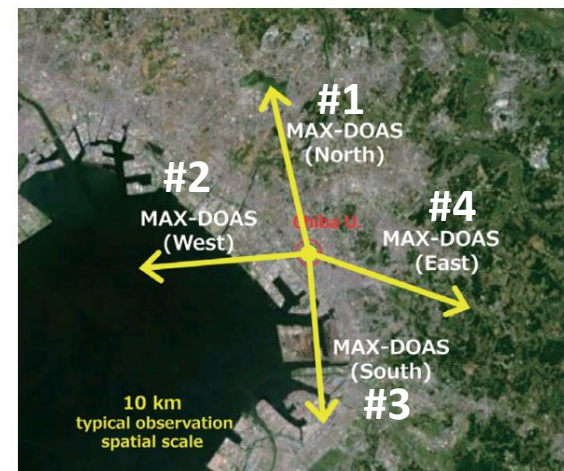 #1
MAX-DOAS
(North)
#2
MAX-DOAS
(West)
Chiba U.
#4
MAX-DOAS
(East)
MAX-DOAS
(South)
#3
10 km
typical observation
spatial scale